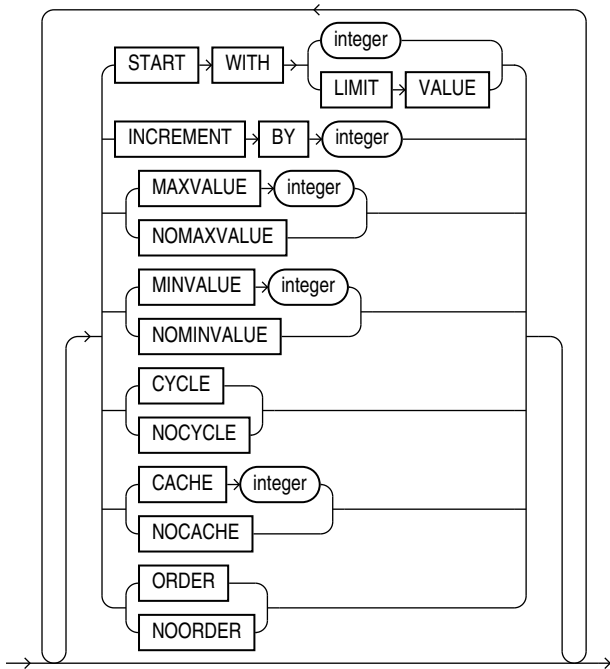 integer
START WITH
LIMIT VALUE
INCREMENT BY integer
MAXVALUE integer
NOMAXVALUE
MINVALUE integer
NOMINVALUE
CYCLE
NOCYCLE
CACHE integer
NOCACHE
ORDER
NOORDER